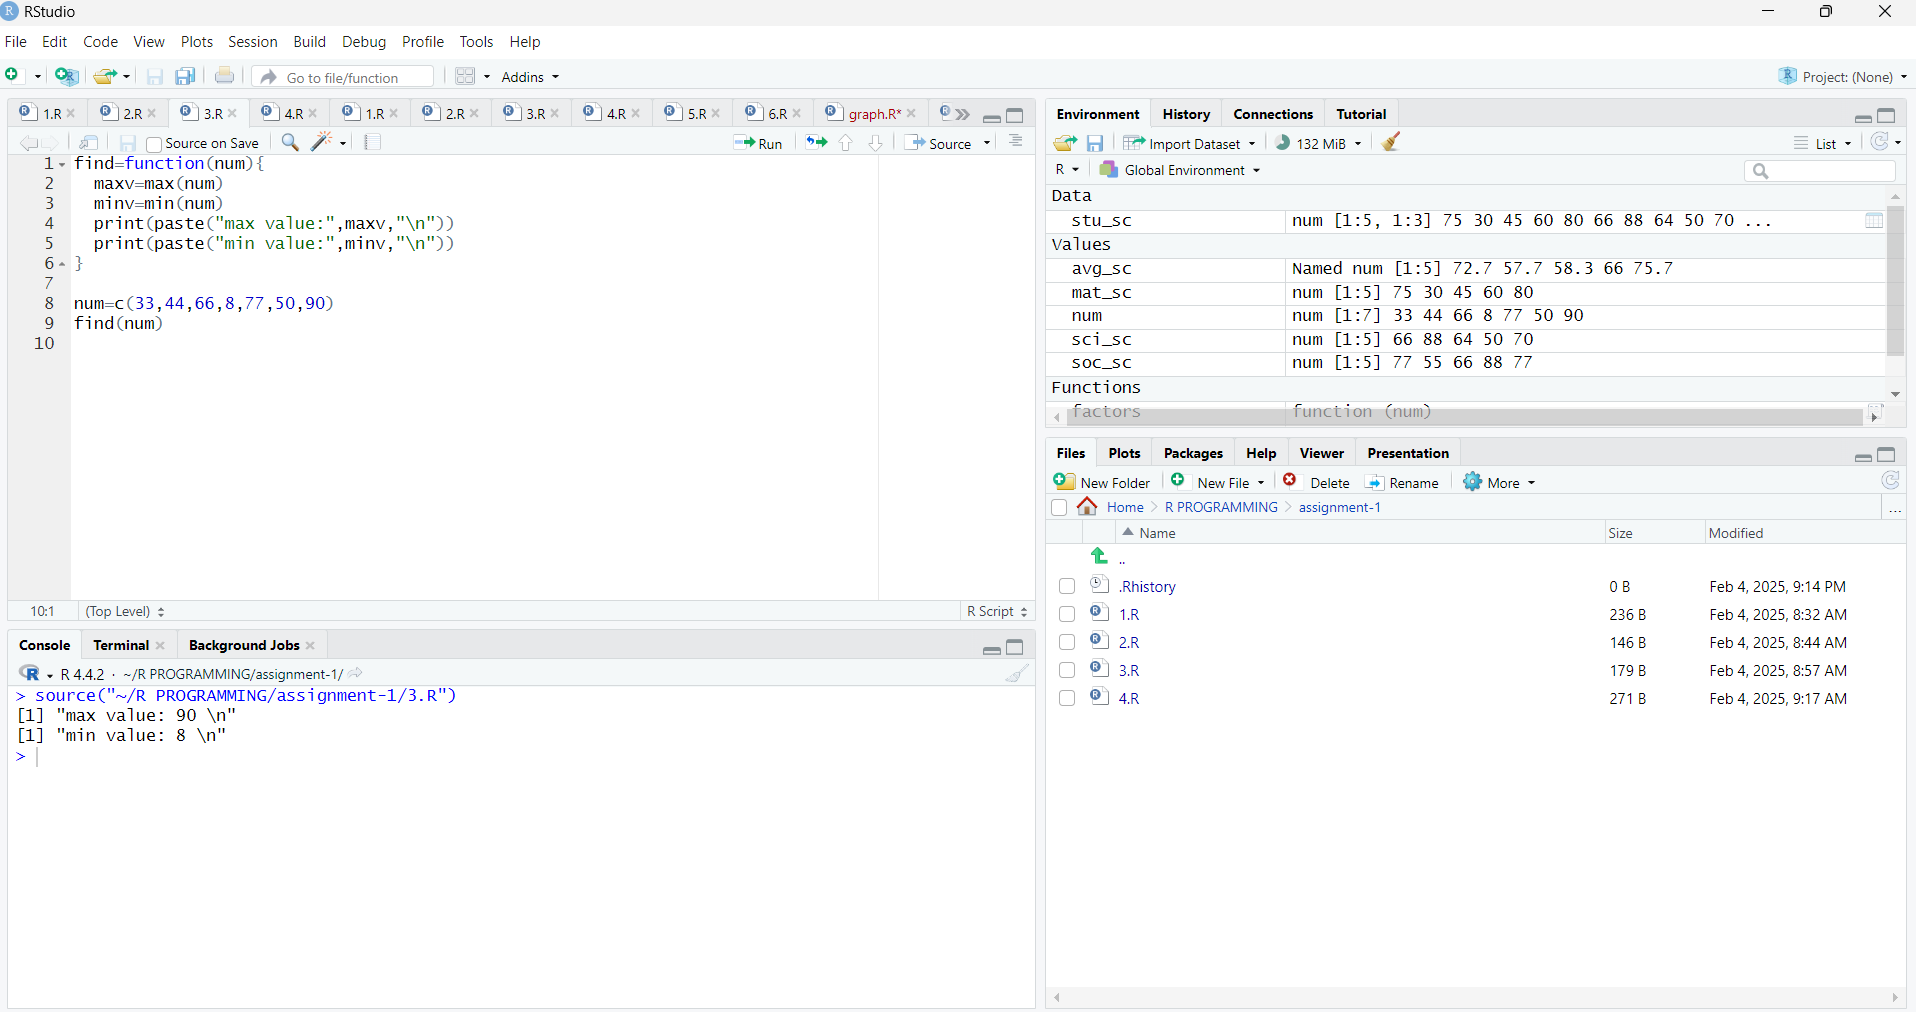 RStudio
File Edit Code View Plots Session Build Debug Profile Tools Help
Go to file/function Addins Project: (None)
1.R 2.R 3.R 4.R 1.R 2.R 3.R 4.R 5.R 6.R graph.R*
Source on Save Run Source
1 find=function(num){
2 maxv=max(num)
3 minv=min(num)
4 print(paste("max value:",maxv,"\n"))
5 print(paste("min value:",minv,"\n"))
6 }
7
8 num=c(33,44,66,8,77,50,90)
9 find(num)
10
10:1 (Top Level) R Script
Console Terminal Background Jobs
R 4.4.2 · ~/R PROGRAMMING/assignment-1/
> source("~/R PROGRAMMING/assignment-1/3.R")
[1] "max value: 90 \n"
[1] "min value: 8 \n"
>
Environment History Connections Tutorial
Import Dataset 132 MiB List
R Global Environment
Data
stu_sc num [1:5, 1:3] 75 30 45 60 80 66 88 64 50 70 ...
Values
avg_sc Named num [1:5] 72.7 57.7 58.3 66 75.7
mat_sc num [1:5] 75 30 45 60 80
num num [1:7] 33 44 66 8 77 50 90
sci_sc num [1:5] 66 88 64 50 70
soc_sc num [1:5] 77 55 66 88 77
Functions
factors function (num)
Files Plots Packages Help Viewer Presentation
New Folder New File Delete Rename More
Home R PROGRAMMING assignment-1 ...
Name Size Modified
..
.Rhistory 0 B Feb 4, 2025, 9:14 PM
1.R 236 B Feb 4, 2025, 8:32 AM
2.R 146 B Feb 4, 2025, 8:44 AM
3.R 179 B Feb 4, 2025, 8:57 AM
4.R 271 B Feb 4, 2025, 9:17 AM